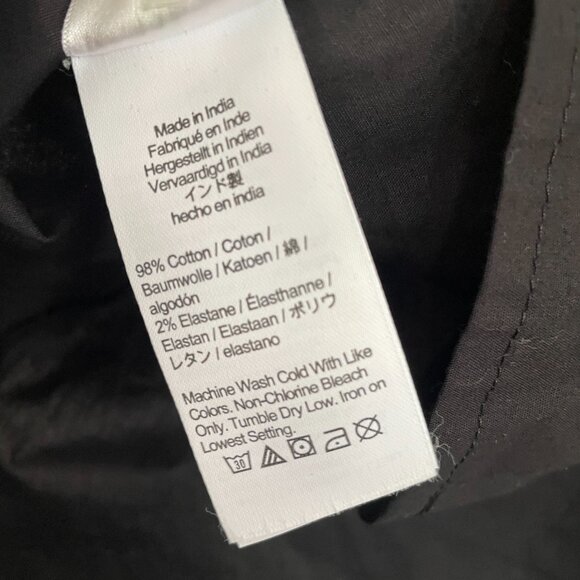 Made in India
Fabriqué en Inde
Hergestellt in Indien
Vervaardigd in India
インド製
hecho en india
98% Cotton / Coton /
Baumwolle / Katoen / 綿 /
algodón
2% Elastane / Élasthanne /
Elastan / Elastaan / ポリウ
レタン / elastano
Machine Wash Cold With Like
Colors. Non-Chlorine Bleach
Only. Tumble Dry Low. Iron on
Lowest Setting.
30